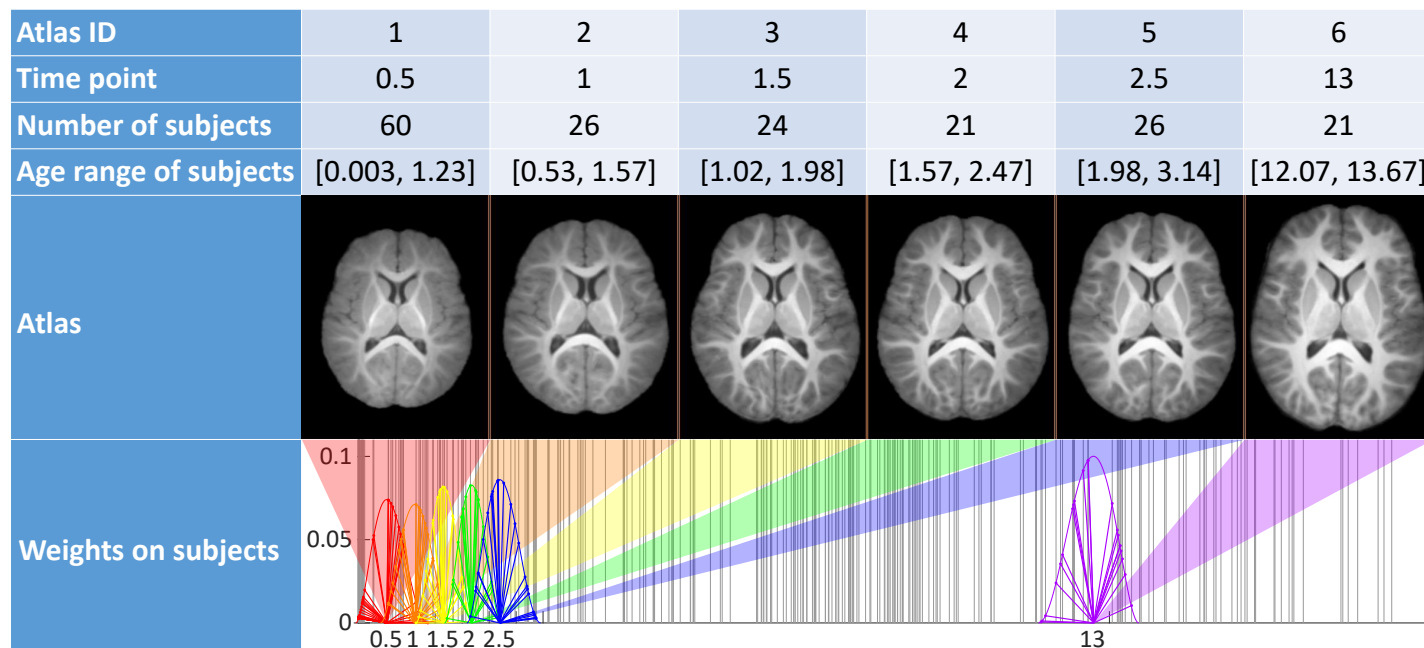 Atlas ID 1 2 3 4 5 6
Time point 0.5 1 1.5 2 2.5 13
Number of subjects 60 26 24 21 26 21
Age range of subjects [0.003, 1.23] [0.53, 1.57] [1.02, 1.98] [1.57, 2.47] [1.98, 3.14] [12.07, 13.67]
Atlas
Weights on subjects
0.1
0.05
0
0.5 1 1.5 2 2.5 13